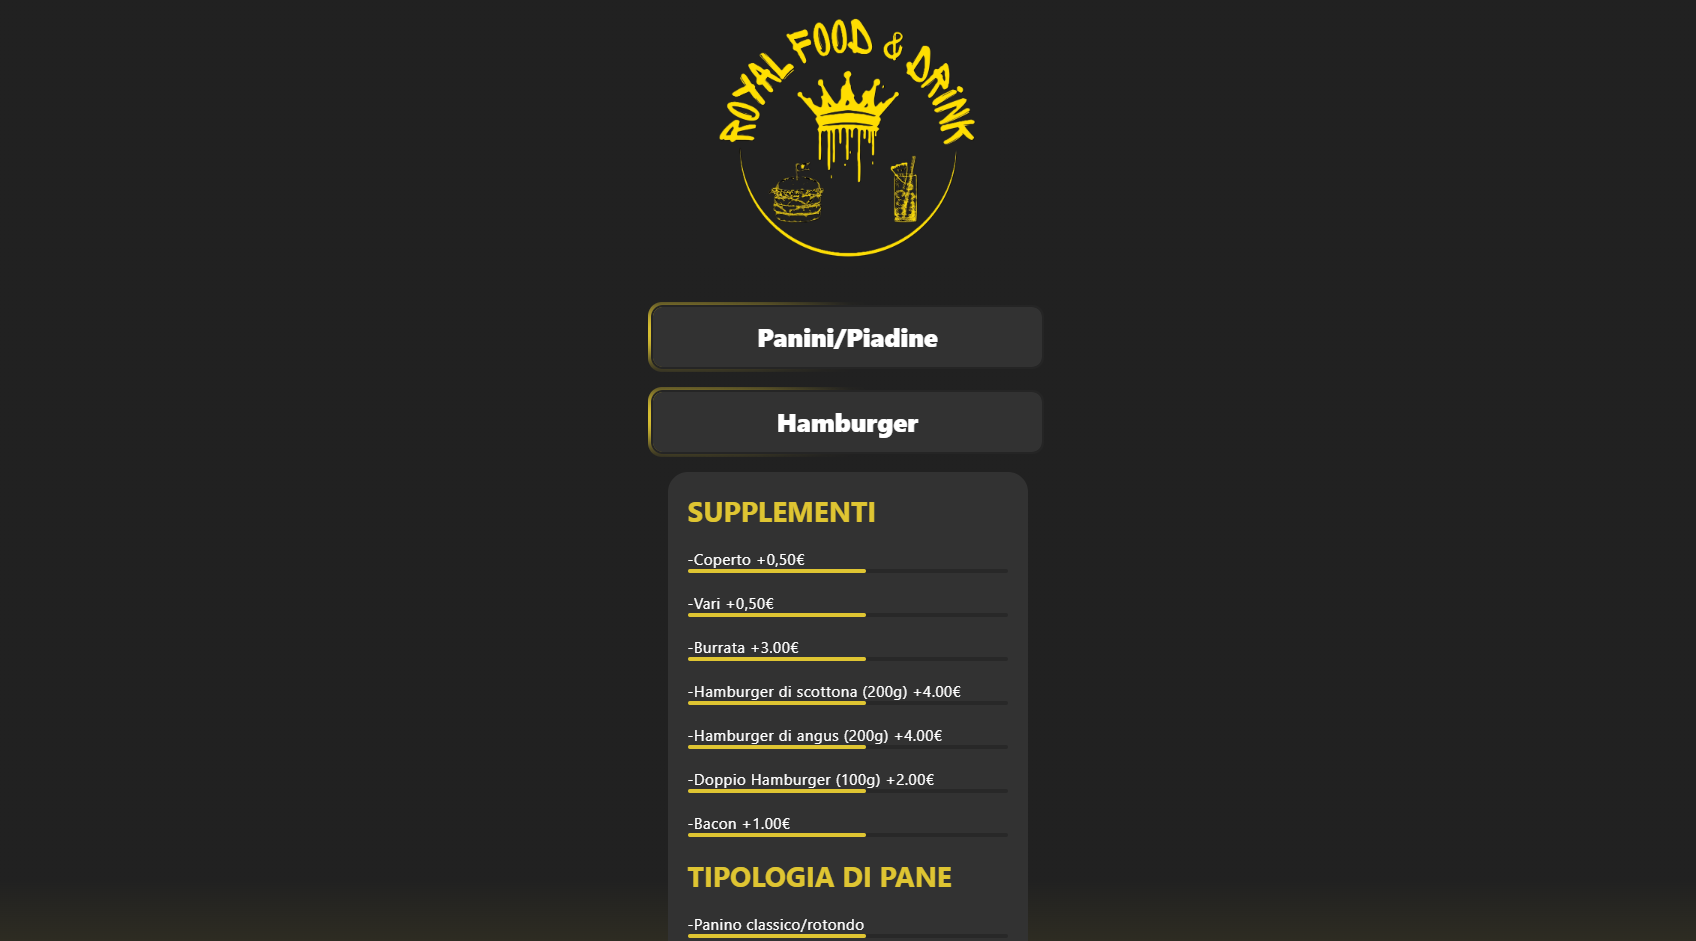 ROYAL FOOD & DRINK
Panini/Piadine
Hamburger
SUPPLEMENTI
-Coperto +0,50€
-Vari +0,50€
-Burrata +3.00€
-Hamburger di scottona (200g) +4.00€
-Hamburger di angus (200g) +4.00€
-Doppio Hamburger (100g) +2.00€
-Bacon +1.00€
TIPOLOGIA DI PANE
-Panino classico/rotondo